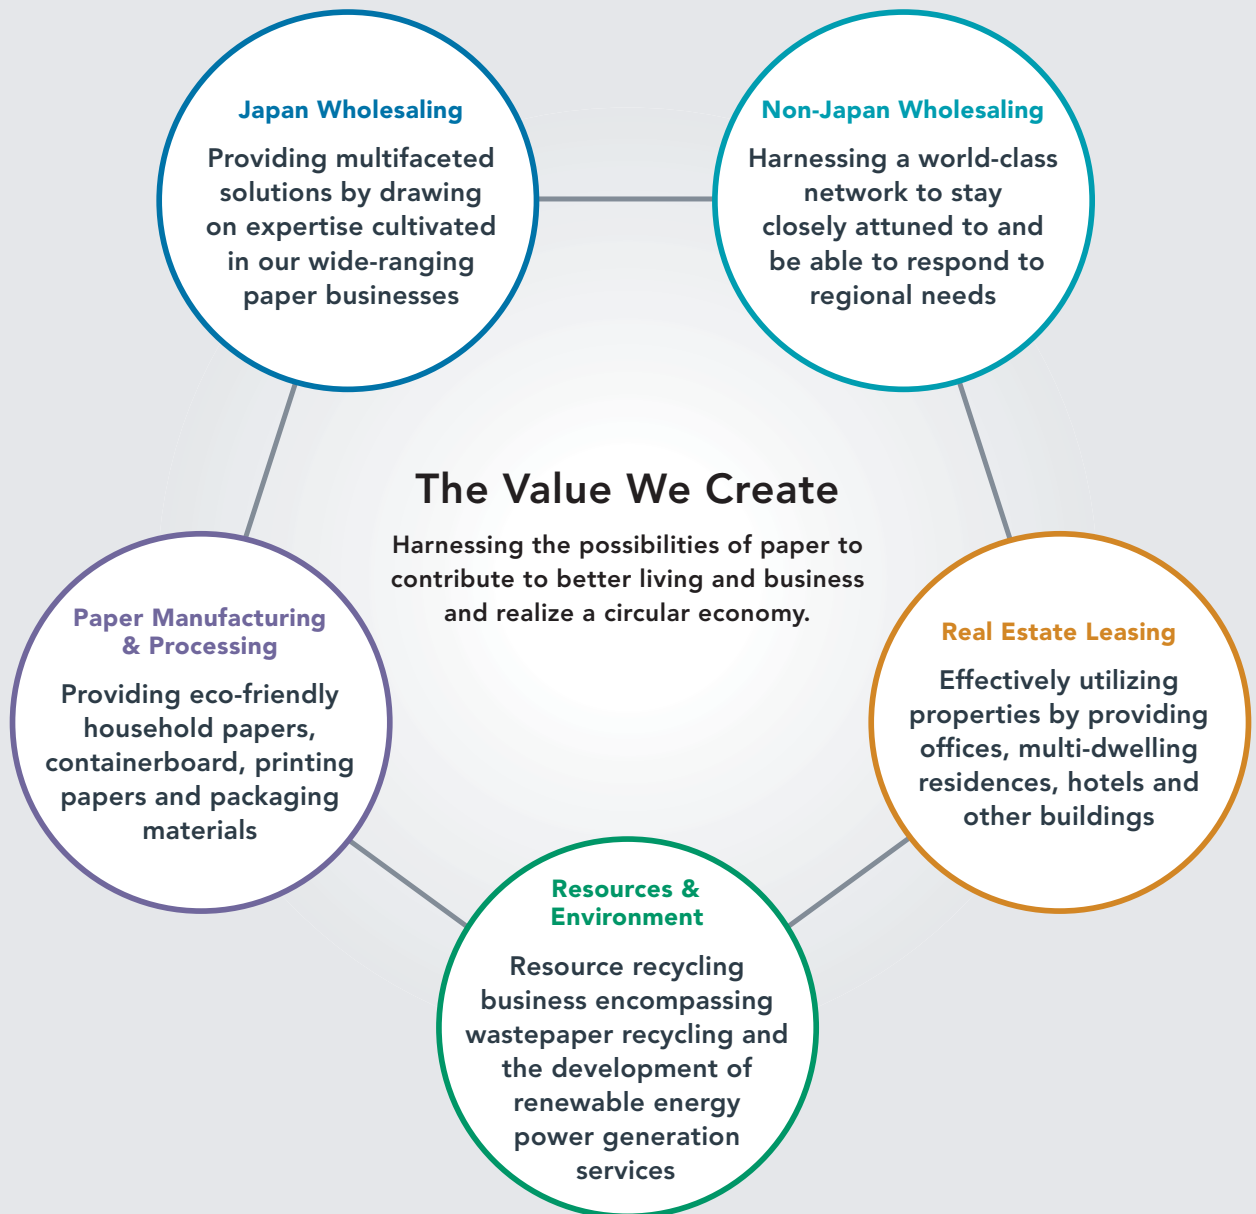 Japan Wholesaling
Providing multifaceted
solutions by drawing
on expertise cultivated
in our wide-ranging
paper businesses
Non-Japan Wholesaling
Harnessing a world-class
network to stay
closely attuned to and
be able to respond to
regional needs
The Value We Create
Harnessing the possibilities of paper to
contribute to better living and business
and realize a circular economy.
Paper Manufacturing
& Processing
Providing eco-friendly
household papers,
containerboard, printing
papers and packaging
materials
Real Estate Leasing
Effectively utilizing
properties by providing
offices, multi-dwelling
residences, hotels and
other buildings
Resources &
Environment
Resource recycling
business encompassing
wastepaper recycling and
the development of
renewable energy
power generation
services